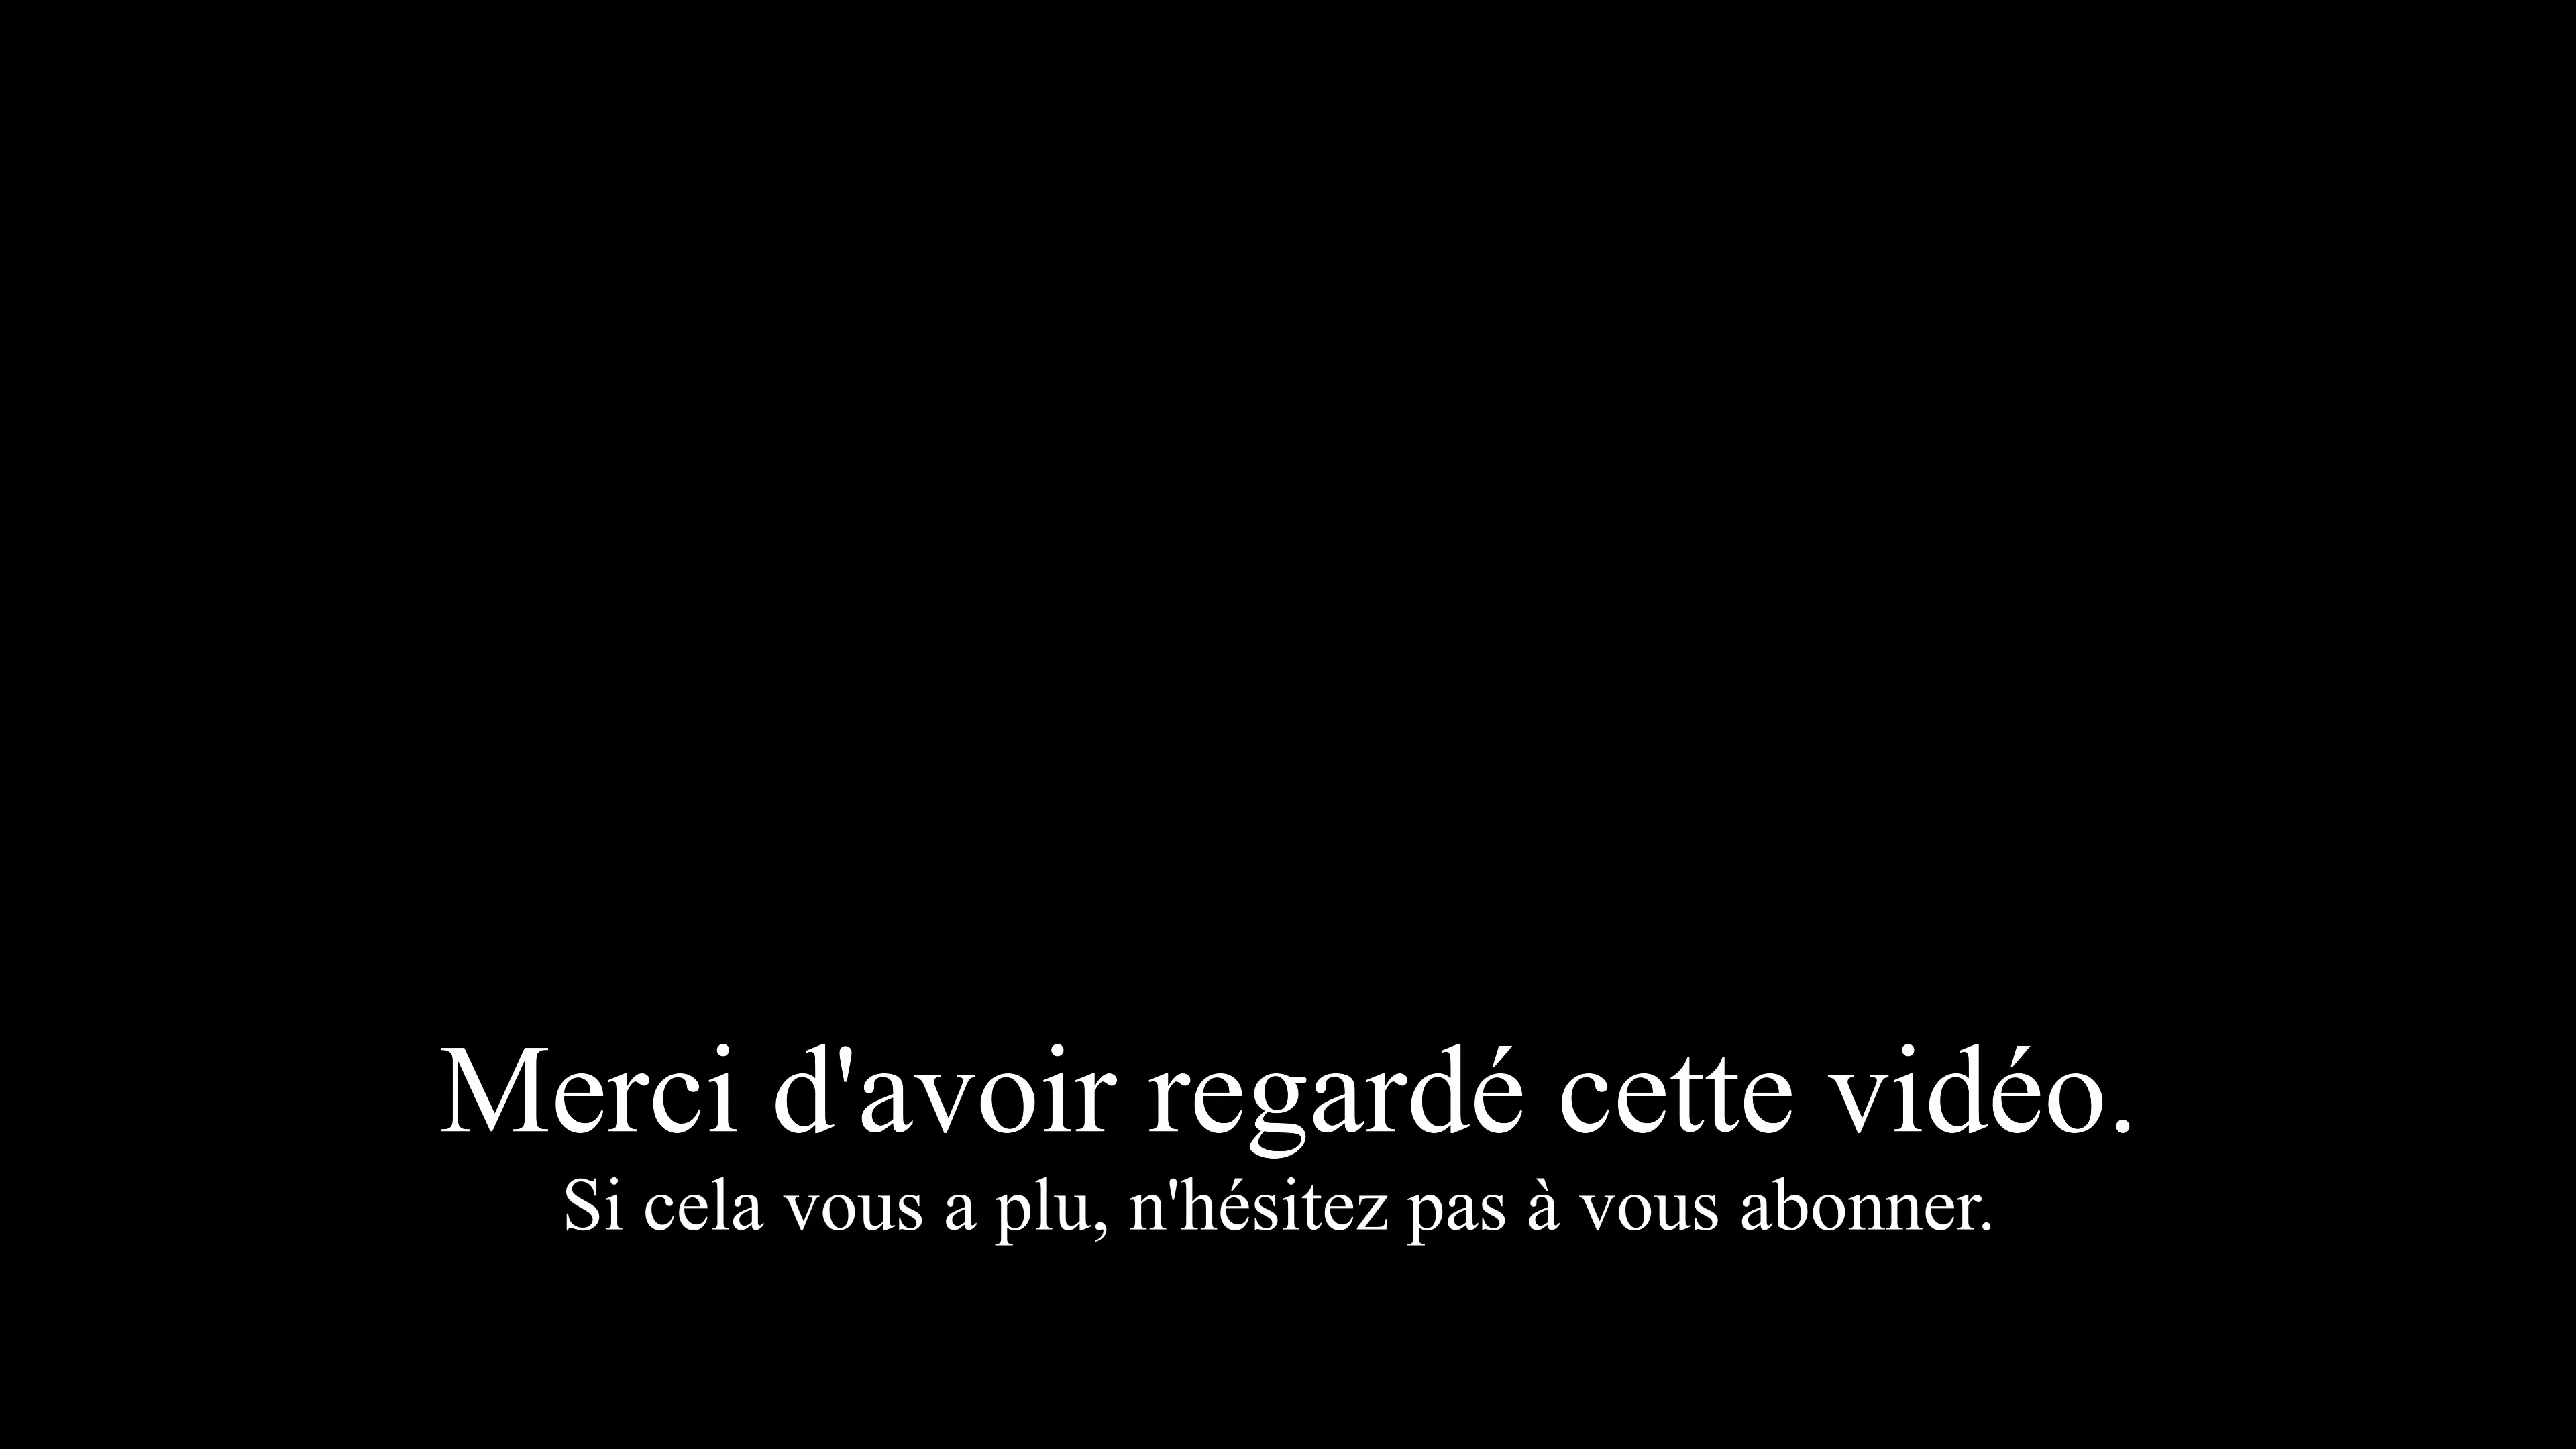 Merci d'avoir regardé cette vidéo.
Si cela vous a plu, n'hésitez pas à vous abonner.